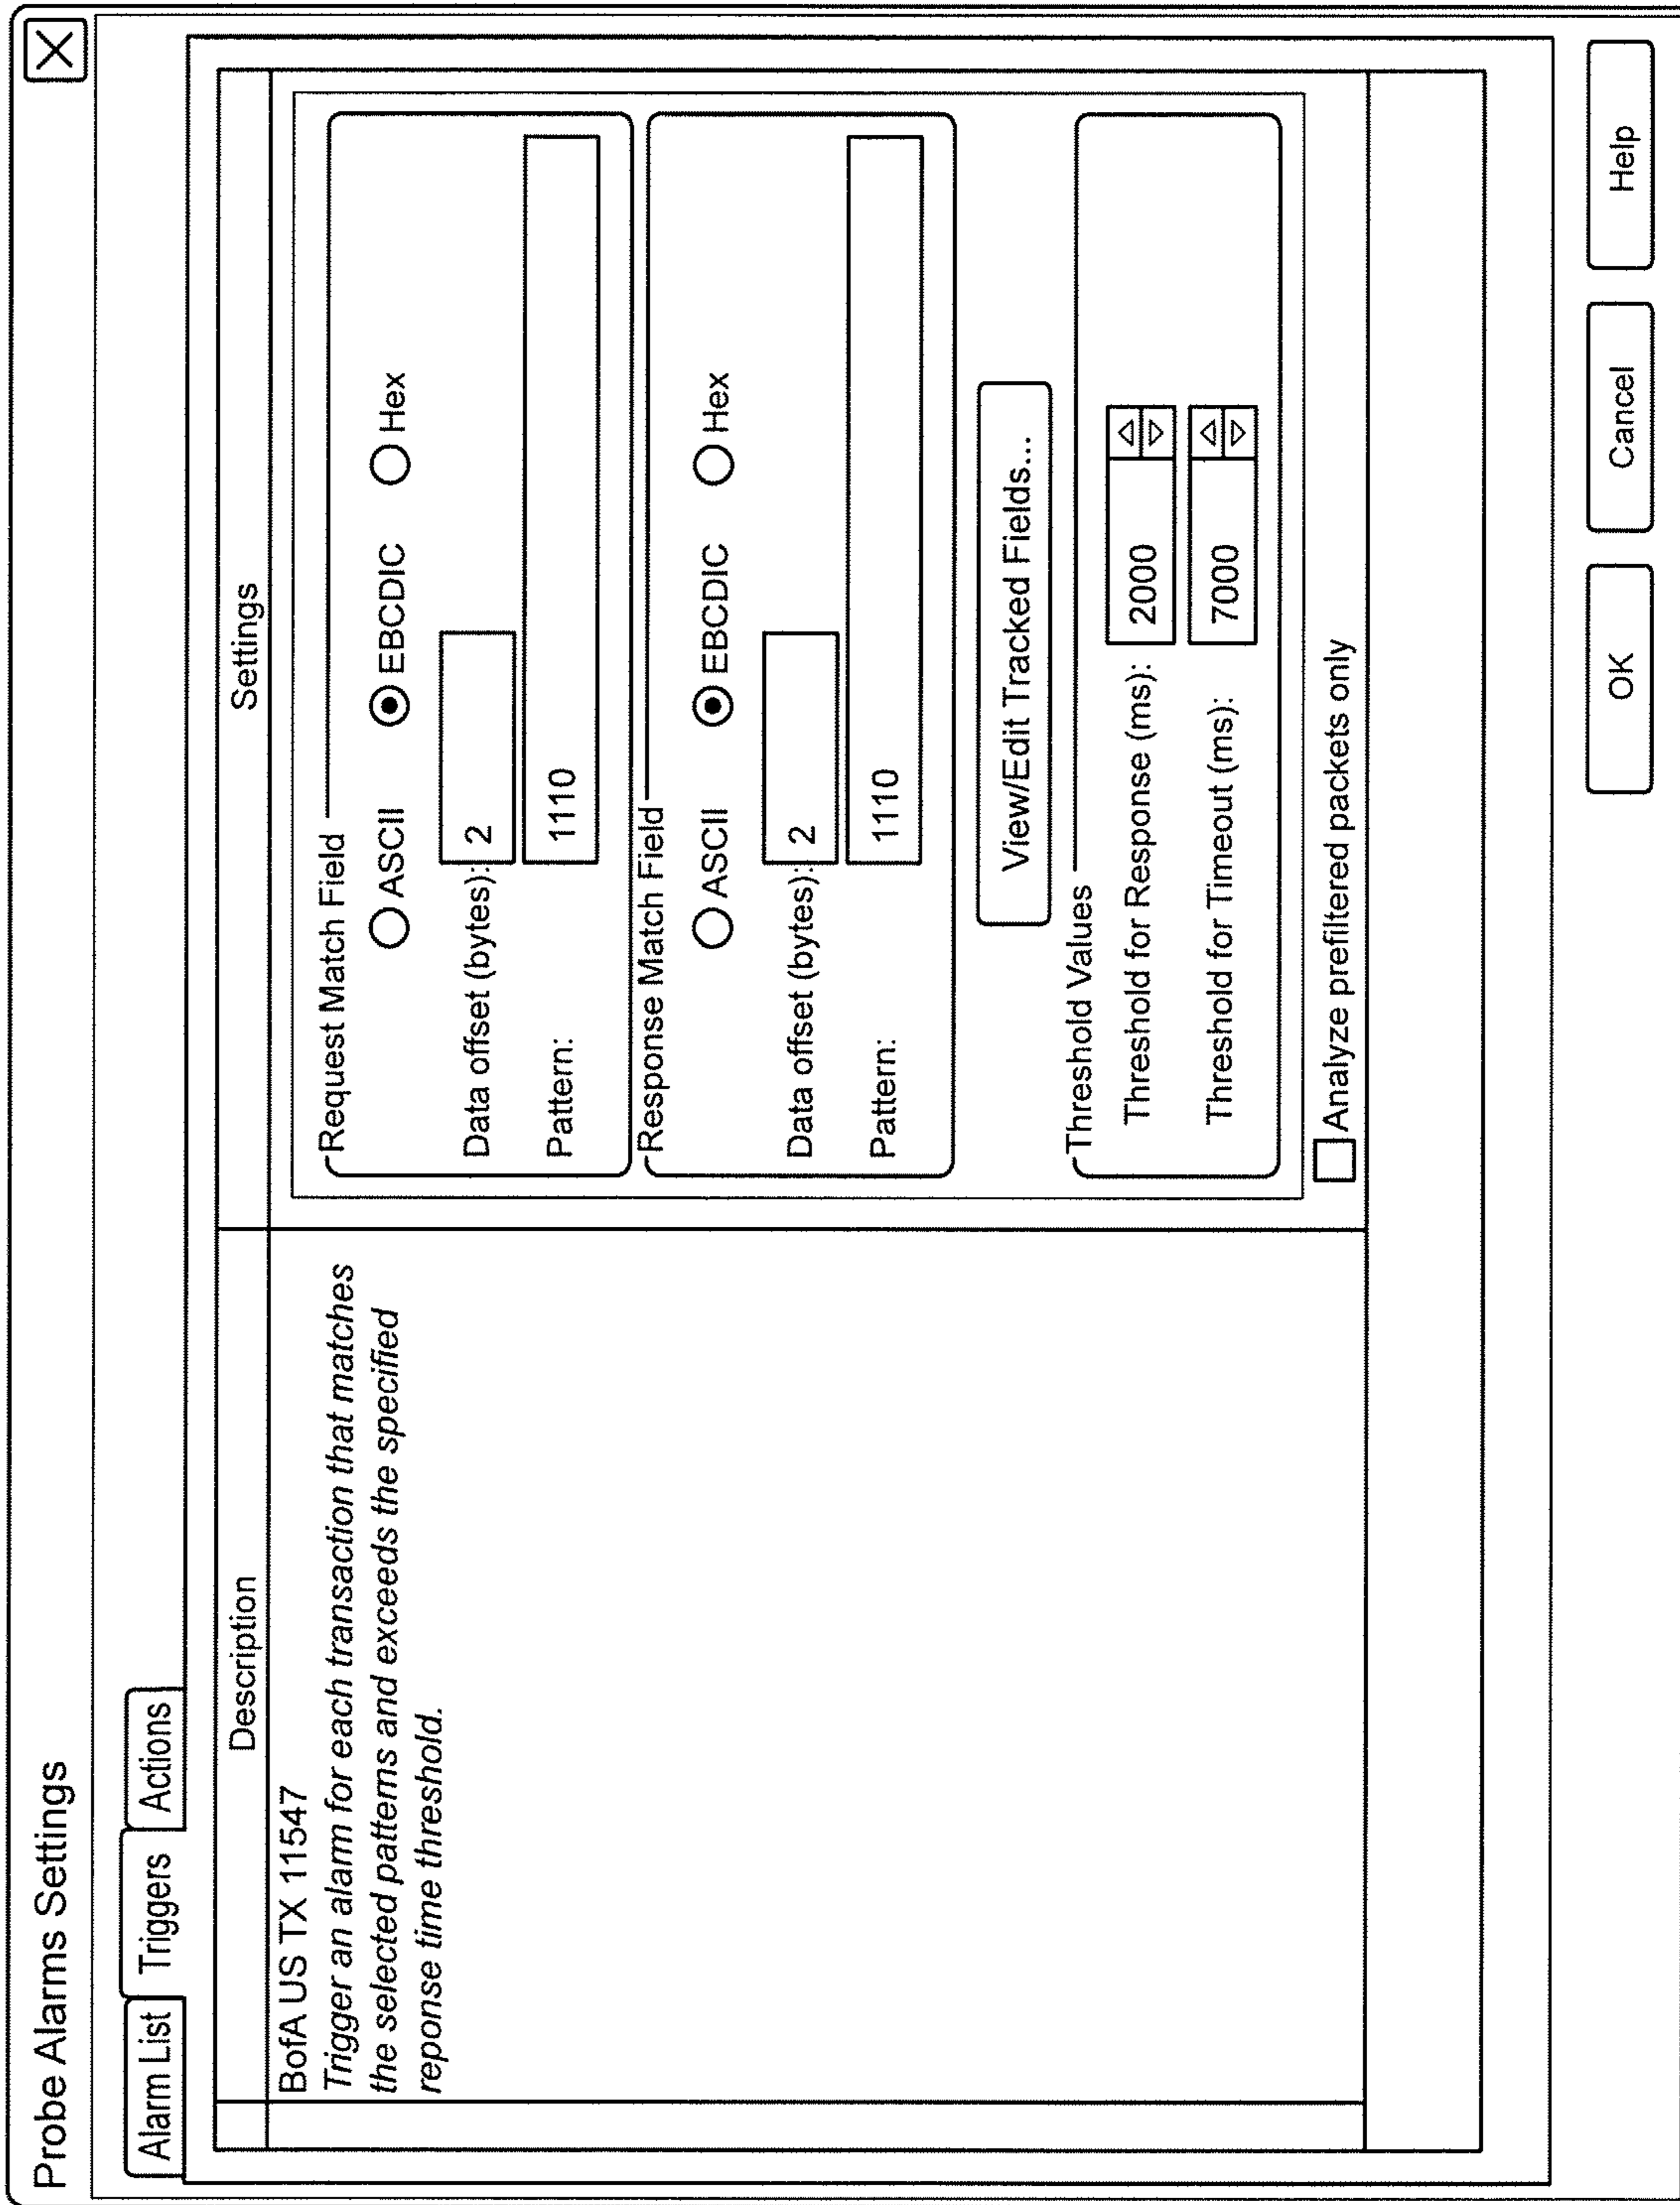 Probe Alarms Settings
Alarm List
Triggers
Actions
Description
Settings
BofA US TX 11547
Trigger an alarm for each transaction that matches
the selected patterns and exceeds the specified
reponse time threshold.
Request Match Field
ASCII
EBCDIC
Hex
Data offset (bytes): 2
Pattern: 1110
Response Match Field
ASCII
EBCDIC
Hex
Data offset (bytes): 2
Pattern: 1110
View/Edit Tracked Fields...
Threshold Values
Threshold for Response (ms): 2000
Threshold for Timeout (ms): 7000
Analyze prefiltered packets only
OK
Cancel
Help